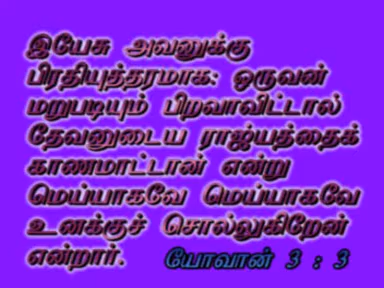 இயேசு அவனுக்கு
பிரதியுத்தரமாக: ஒருவன்
மறுபடியும் பிறவாவிட்டால்
தேவனுடைய ராஜ்யத்தைக்
காணமாட்டான் என்று
மெய்யாகவே மெய்யாகவே
உனக்குச் சொல்லுகிறேன்
என்றார். யோவான் 3 : 3